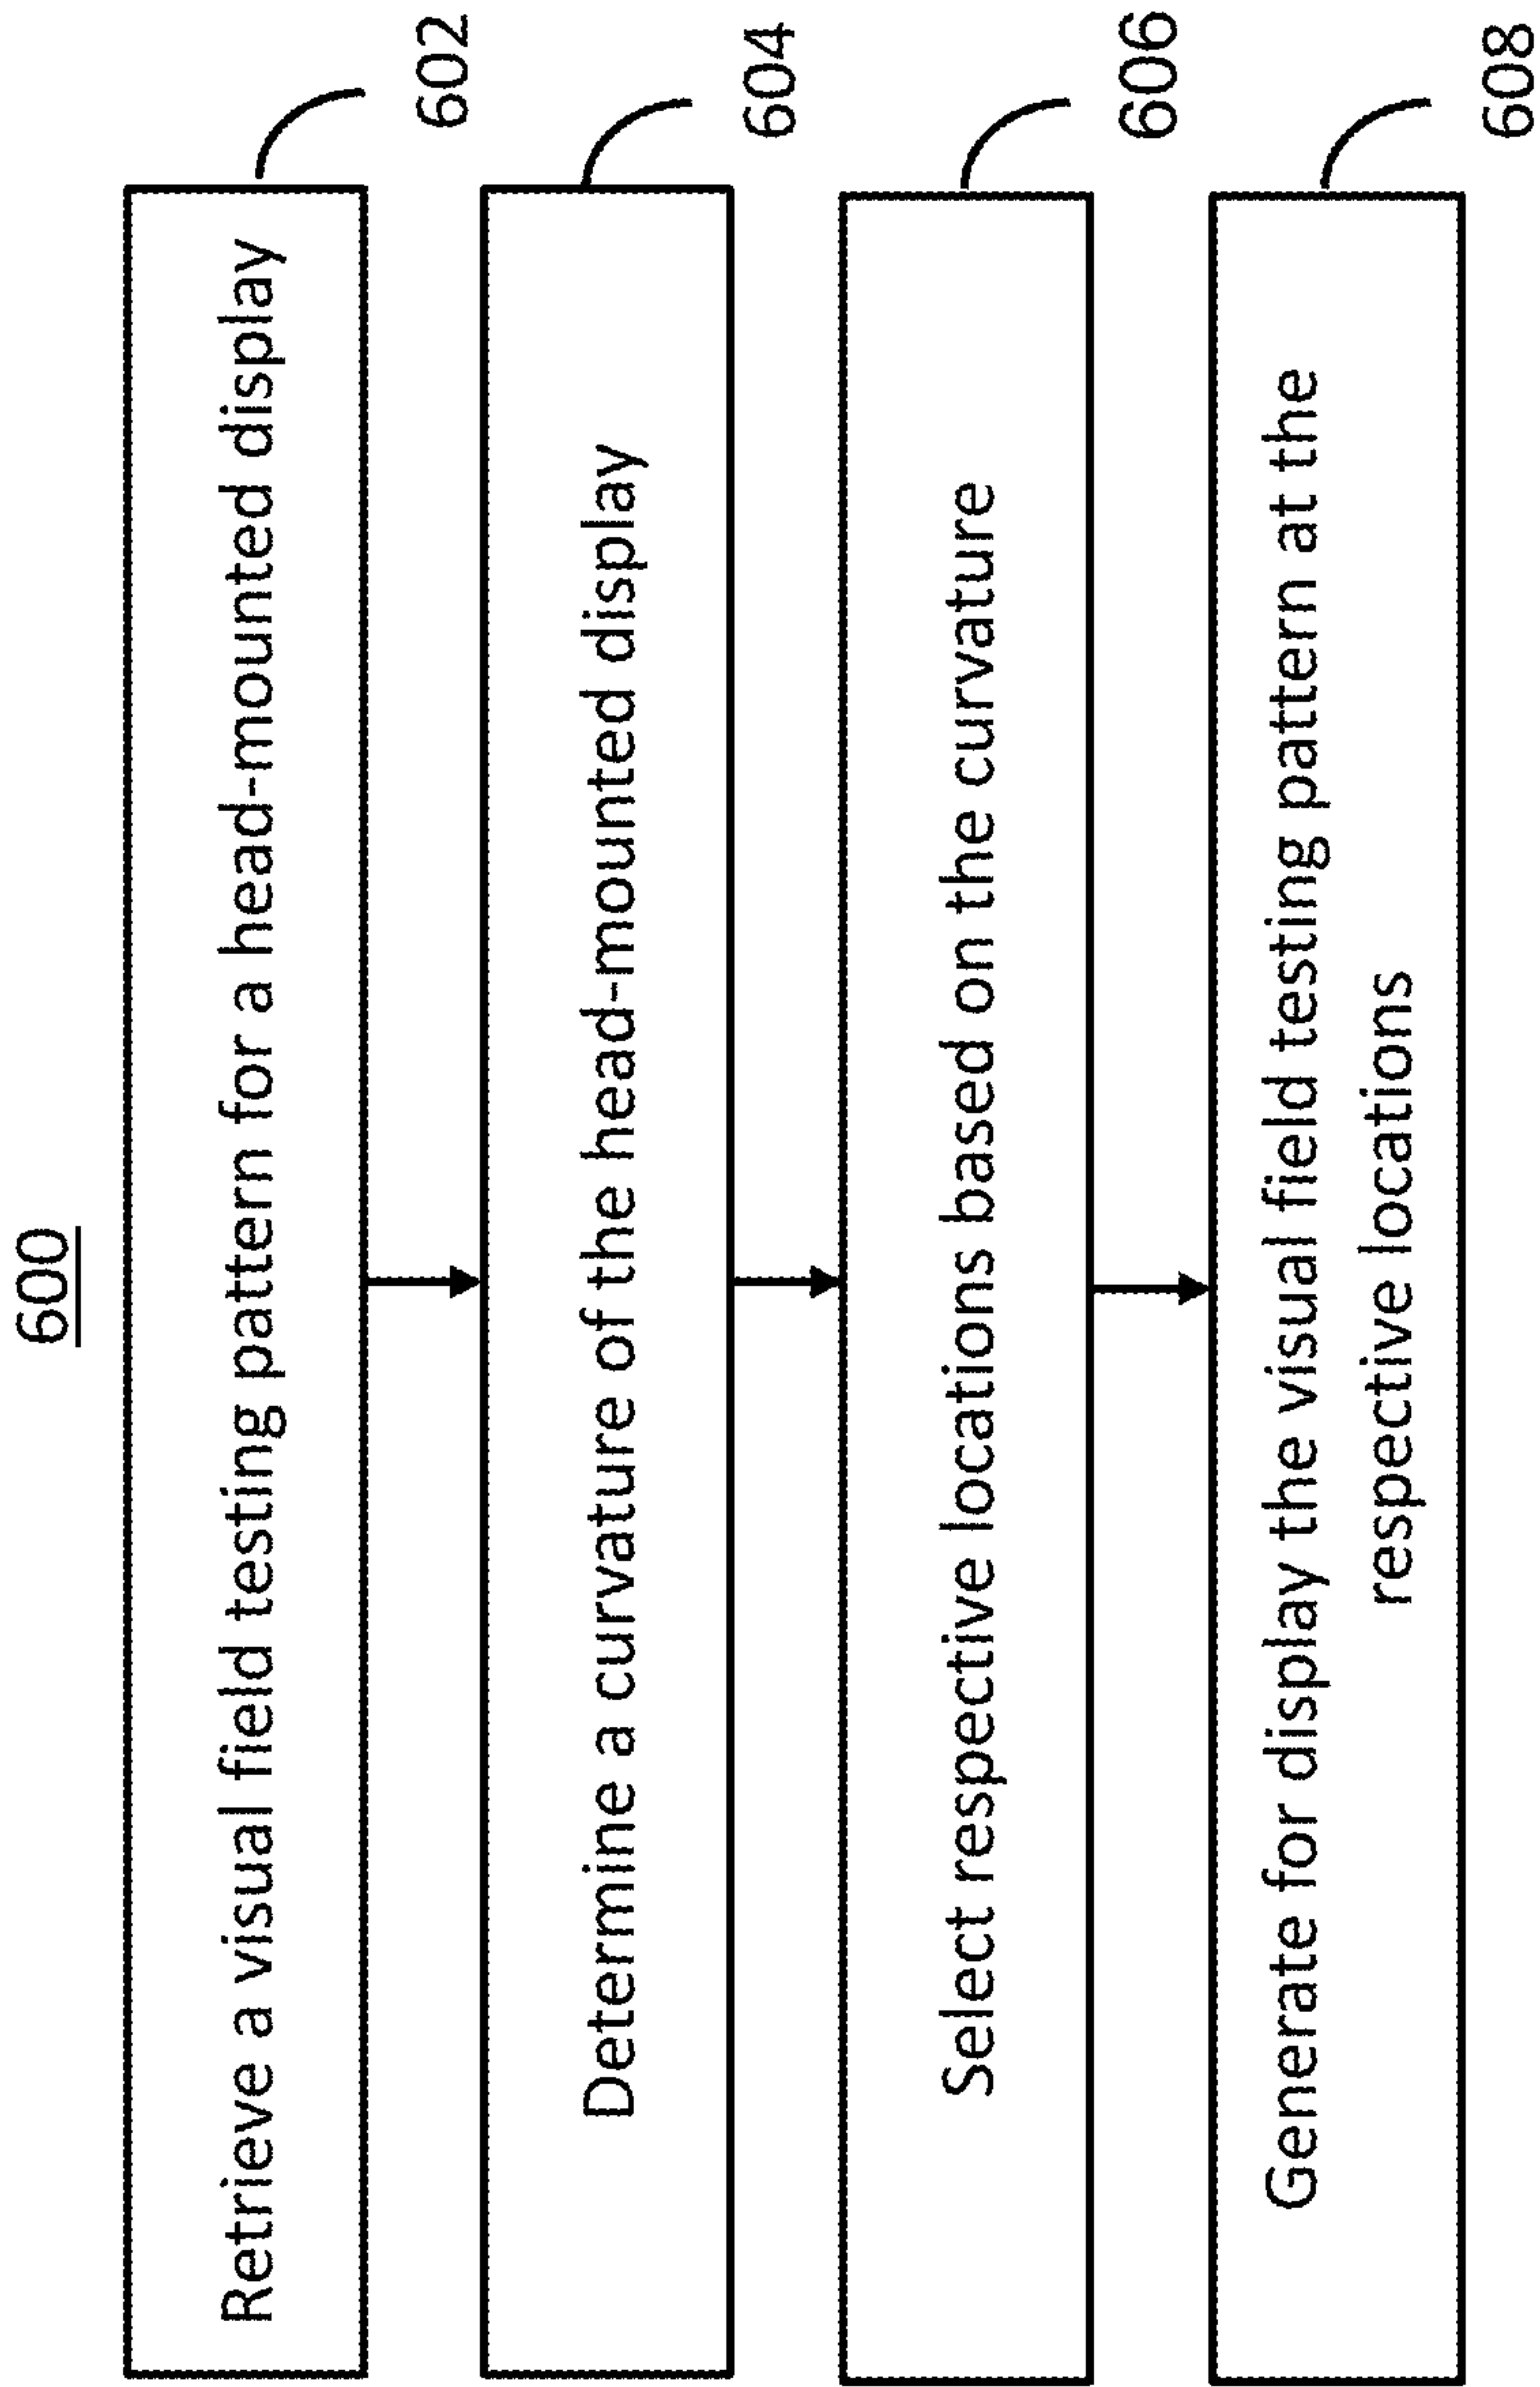 600
Retrieve a visual field testing pattern for a head-mounted display
602
Determine a curvature of the head-mounted display
604
Select respective locations based on the curvature
606
Generate for display the visual field testing pattern at the
respective locations
608